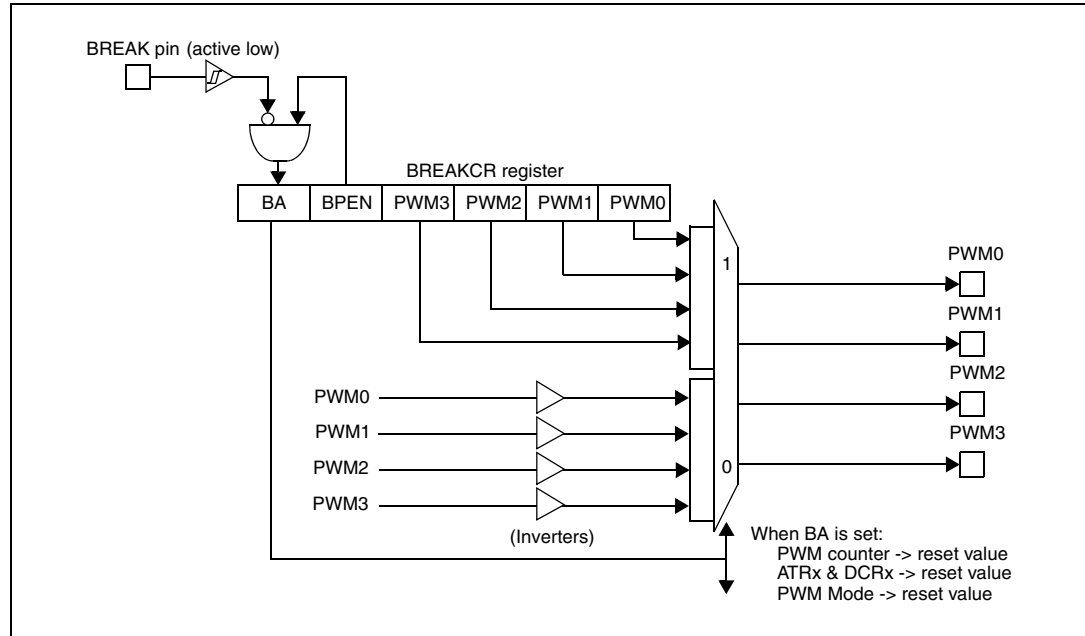 BREAK pin (active low)
BREAKCR register
BA BPEN PWM3 PWM2 PWM1 PWM0
1
PWM0
PWM1
PWM2
PWM3
PWM0
PWM1
PWM2
PWM3
0
(Inverters)
When BA is set:
PWM counter -> reset value
ATRx & DCRx -> reset value
PWM Mode -> reset value